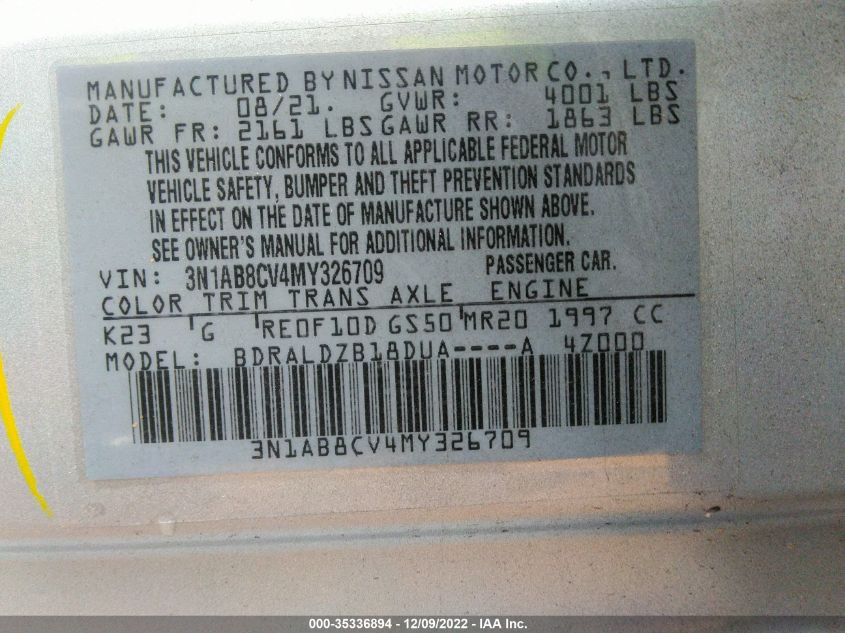 MANUFACTURED BY NISSAN MOTOR CO., LTD.
DATE: 08/21. GVWR: 4001 LBS
GAWR FR: 2161 LBS GAWR RR: 1863 LBS
THIS VEHICLE CONFORMS TO ALL APPLICABLE FEDERAL MOTOR
VEHICLE SAFETY, BUMPER AND THEFT PREVENTION STANDARDS
IN EFFECT ON THE DATE OF MANUFACTURE SHOWN ABOVE.
SEE OWNER'S MANUAL FOR ADDITIONAL INFORMATION.
VIN: 3N1AB8CV4MY326709 PASSENGER CAR.
COLOR TRIM TRANS AXLE ENGINE
K23 'G 'RE0F10D GS50'MR20 1997 CC
MODEL: BDRALDZB18DUA----A 4Z000
3N1AB8CV4MY326709
000-35336894 - 12/09/2022 - IAA Inc.